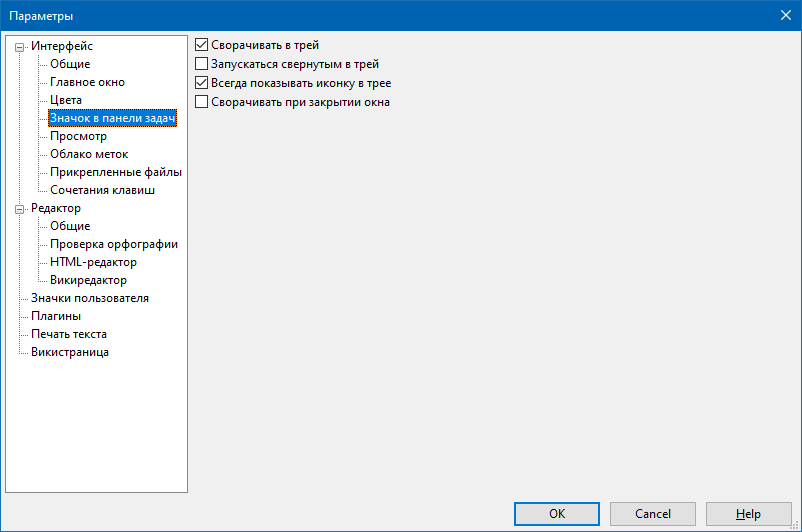 Параметры
Интерфейс
Общие
Главное окно
Цвета
Значок в панели задач
Просмотр
Облако меток
Прикрепленные файлы
Сочетания клавиш
Редактор
Общие
Проверка орфографии
HTML-редактор
Викиредактор
Значки пользователя
Плагины
Печать текста
Викистраница
Сворачивать в трей
Запускаться свернутым в трей
Всегда показывать иконку в трее
Сворачивать при закрытии окна
OK
Cancel
Help